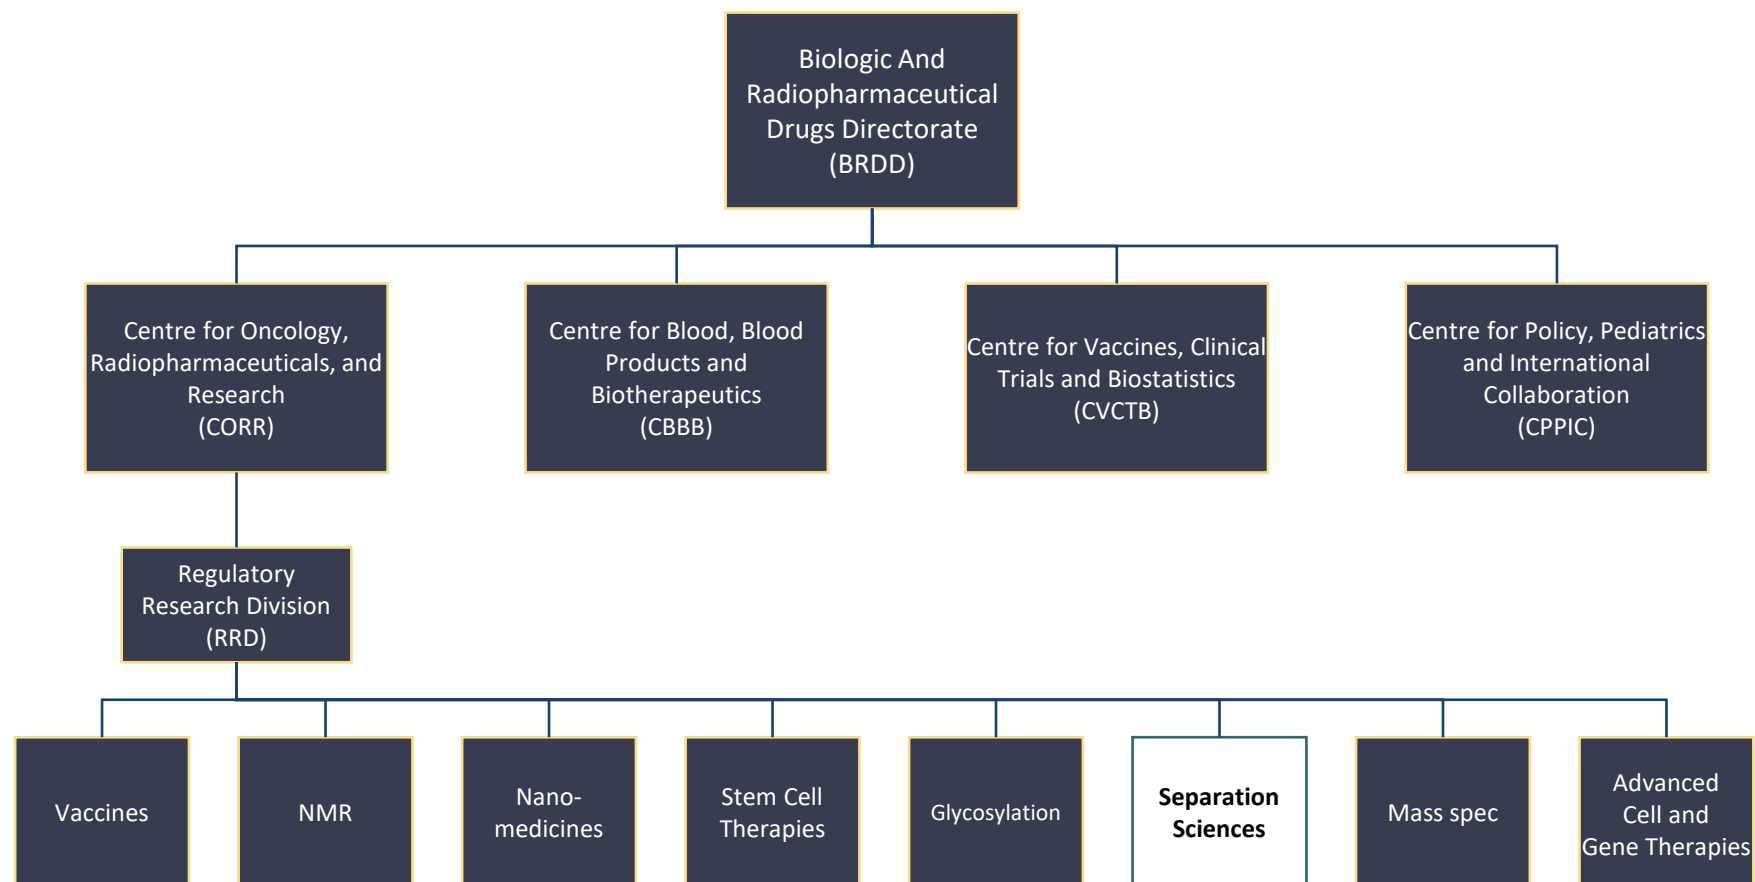 Biologic And
Radiopharmaceutical
Drugs Directorate
(BRDD)
Centre for Oncology,
Radiopharmaceuticals, and
Research
(CORR)
Centre for Blood, Blood
Products and
Biotherapeutics
(CBBB)
Centre for Vaccines, Clinical
Trials and Biostatistics
(CVCTB)
Centre for Policy, Pediatrics
and International
Collaboration
(CPPIC)
Regulatory
Research Division
(RRD)
Vaccines
NMR
Nano-
medicines
Stem Cell
Therapies
Glycosylation
Separation
Sciences
Mass spec
Advanced
Cell and
Gene Therapies